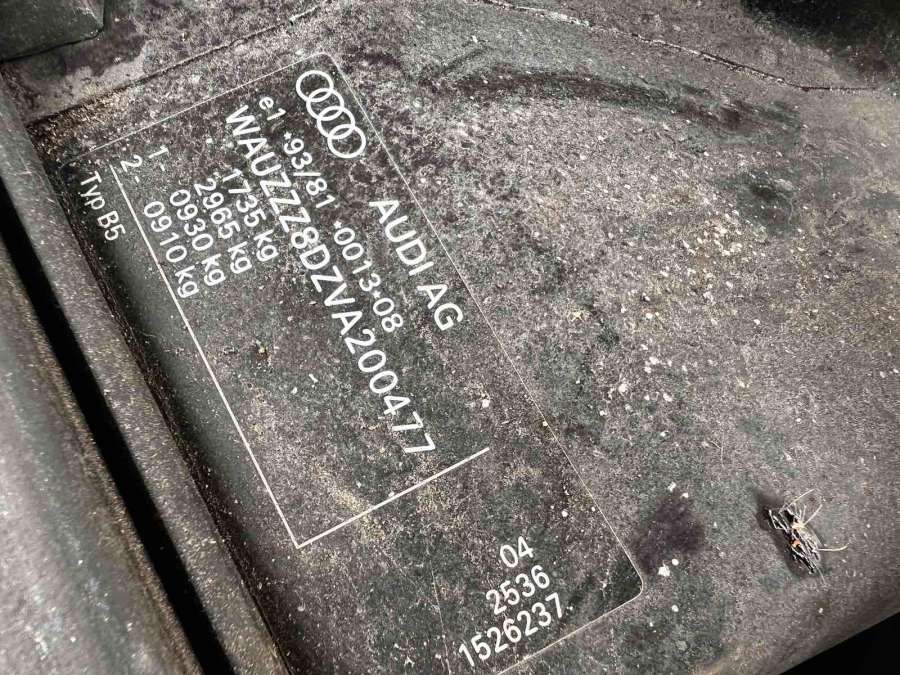 AUDI AG
e1 *93/81 *0013*08
WAUZZZ8DZVA200477
1735 kg
2965 kg
1- 0930 kg
2- 0910 kg
Typ B5
04
2536
1526237